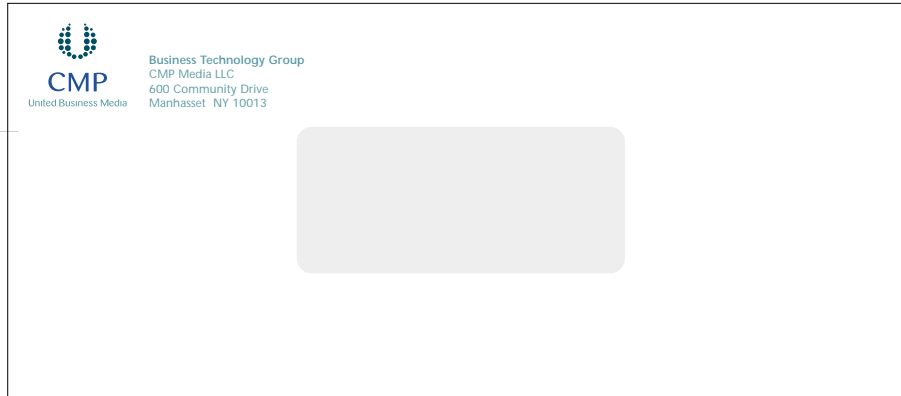 CMP
United Business Media
Business Technology Group
CMP Media LLC
600 Community Drive
Manhasset NY 10013